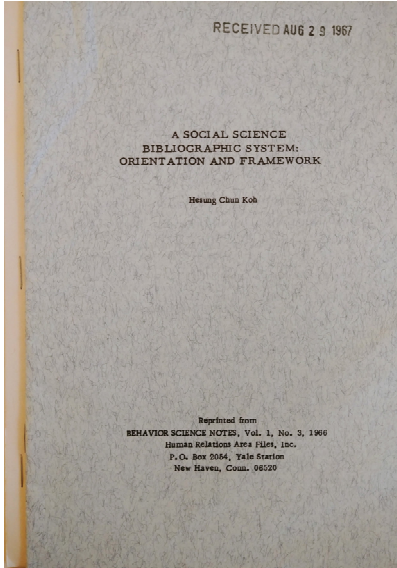 RECEIVED AUG 29 1967
A SOCIAL SCIENCE
BIBLIOGRAPHIC SYSTEM:
ORIENTATION AND FRAMEWORK
Hesung Chun Koh
Reprinted from
BEHAVIOR SCIENCE NOTES, Vol. 1, No. 3, 1966
Human Relations Area Files, Inc.
P.O. Box 2054, Yale Station
New Haven, Conn. 06520